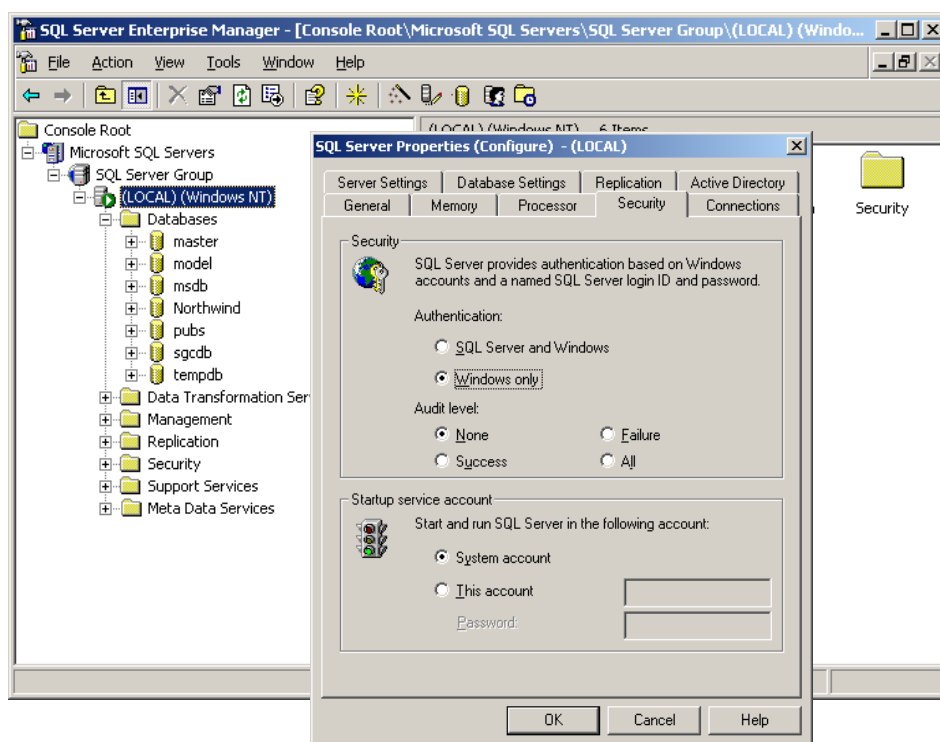 SQL Server Enterprise Manager - [Console Root\Microsoft SQL Servers\SQL Server Group\(LOCAL) (Windo...
File Action View Tools Window Help
Console Root
Microsoft SQL Servers
SQL Server Group
(LOCAL) (Windows NT)
Databases
master
model
msdb
Northwind
pubs
sgcdb
tempdb
Data Transformation Ser
Management
Replication
Security
Support Services
Meta Data Services
(LOCAL) (Windows NT) 6 Items
Security
SQL Server Properties (Configure) - (LOCAL)
Server Settings Database Settings Replication Active Directory
General Memory Processor Security Connections
Security
SQL Server provides authentication based on Windows
accounts and a named SQL Server login ID and password.
Authentication:
SQL Server and Windows
Windows only
Audit level:
None Failure
Success All
Startup service account
Start and run SQL Server in the following account:
System account
This account
Password:
OK Cancel Help